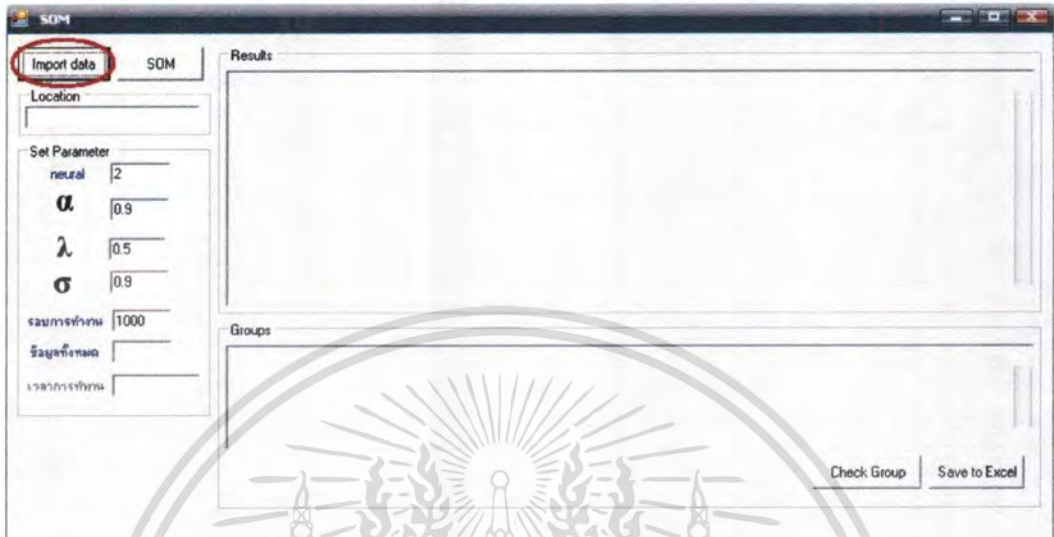 SOM
Import data
SOM
Location
Set Parameter
neural 2
α 0.9
λ 0.5
σ 0.9
รอบการทำงาน 1000
ข้อมูลทั้งหมด
เวลาการทำงาน
Results
Groups
Check Group
Save to Excel